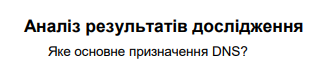 Аналіз результатів дослідження
Яке основне призначення DNS?